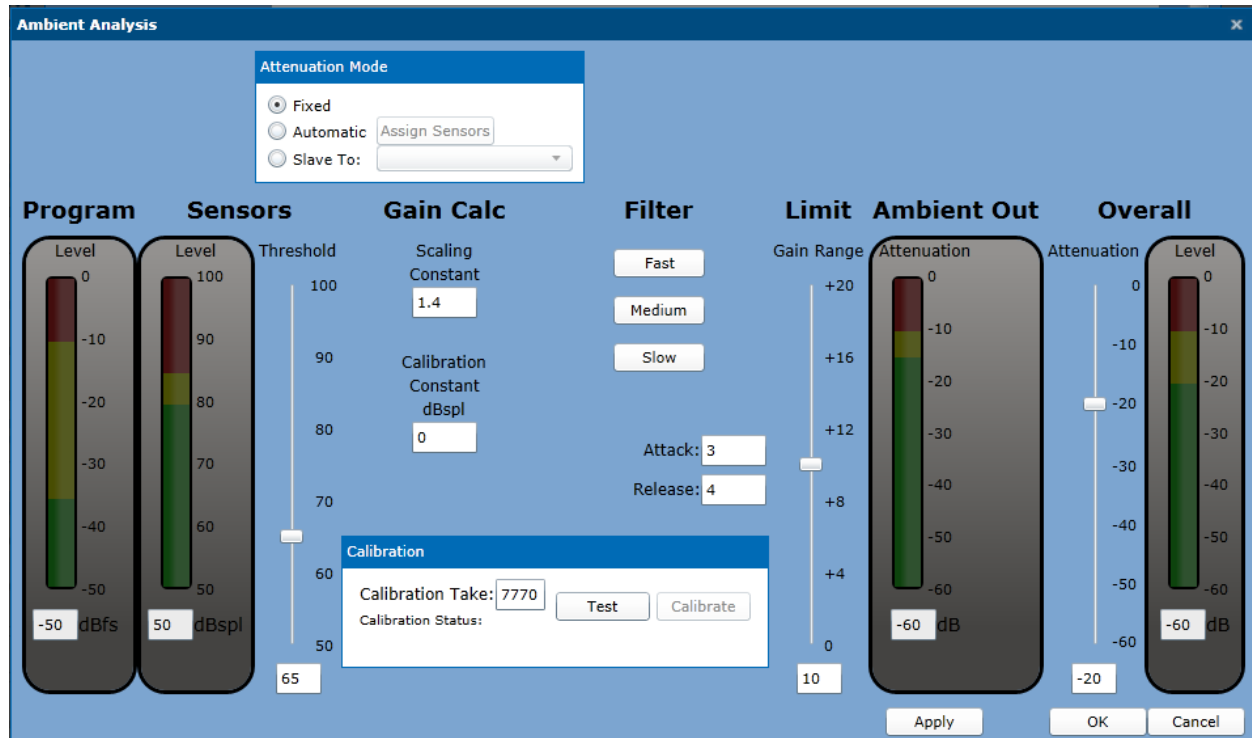 Ambient Analysis
x
Attenuation Mode
Fixed
Automatic Assign Sensors
Slave To:
Program
Level
0
-10
-20
-30
-40
-50
-50 dBfs
Sensors
Level
100
90
80
70
60
50
50 dBspl
Threshold
100
90
80
70
60
50
65
Gain Calc
Scaling
Constant
1.4
Calibration
Constant
dBspl
0
Filter
Fast
Medium
Slow
Attack: 3
Release: 4
Calibration
Calibration Take: 7770 Test Calibrate
Calibration Status:
Limit
Gain Range
+20
+16
+12
+8
+4
0
10
Ambient Out
Attenuation
0
-10
-20
-30
-40
-50
-60
-60 dB
Overall
Attenuation
0
-10
-20
-30
-40
-50
-60
-20
Level
0
-10
-20
-30
-40
-50
-60
-60 dB
Apply OK Cancel